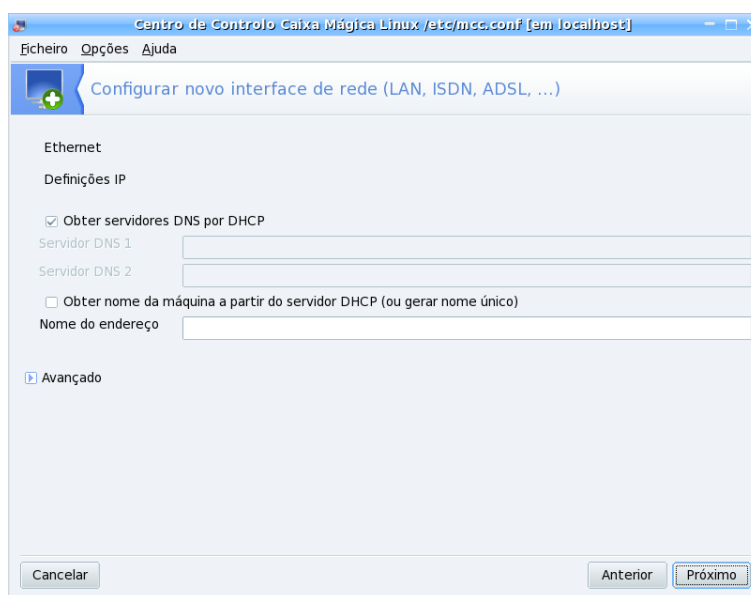 Centro de Controlo Caixa Mágica Linux /etc/mcc.conf [em localhost]
Ficheiro Opções Ajuda
Configurar novo interface de rede (LAN, ISDN, ADSL, ...)
Ethernet
Definições IP
Obter servidores DNS por DHCP
Servidor DNS 1
Servidor DNS 2
Obter nome da máquina a partir do servidor DHCP (ou gerar nome único)
Nome do endereço
Avançado
Cancelar Anterior Próximo